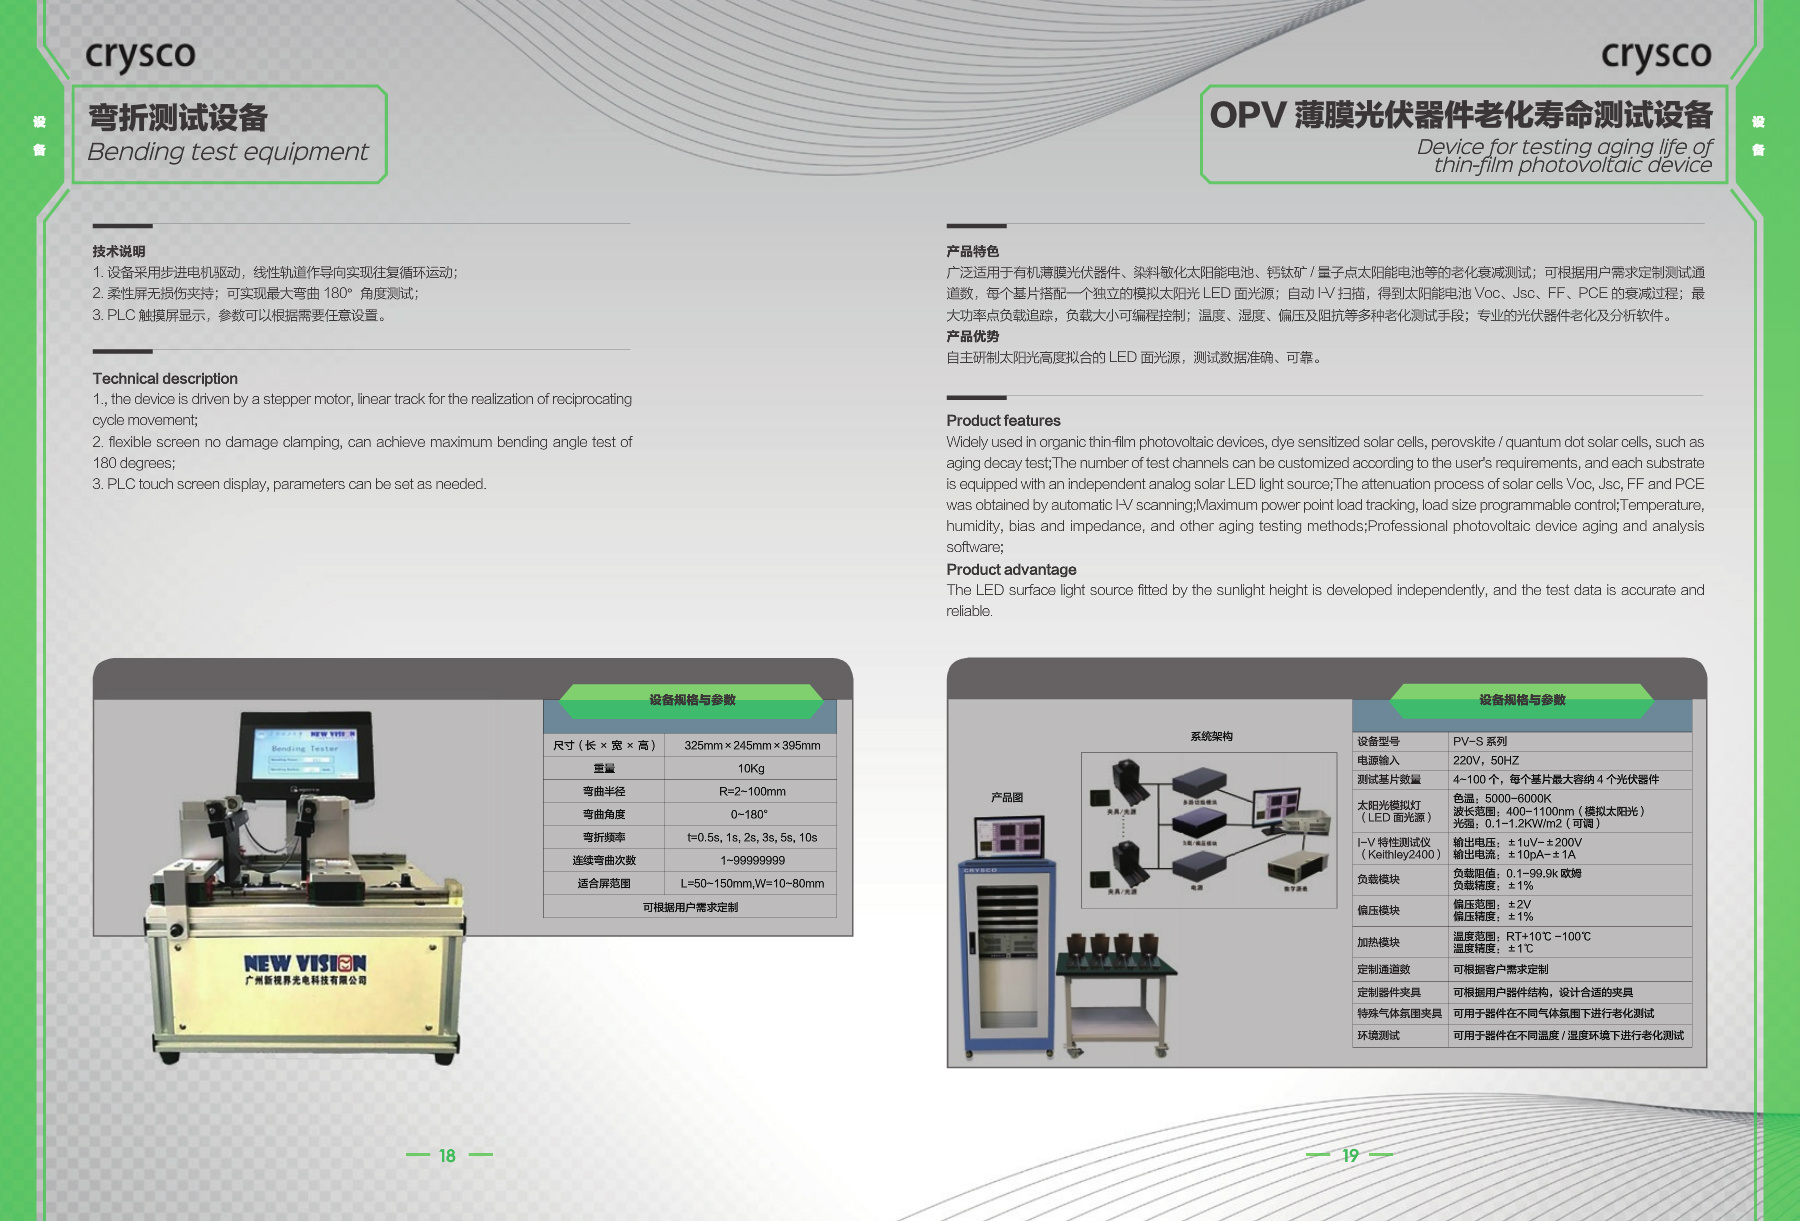 crysco
弯折测试设备
Bending test equipment
设
备
技术说明
1. 设备采用步进电机驱动，线性轨道作导向实现往复循环运动；
2. 柔性屏无损伤夹持；可实现最大弯曲 180° 角度测试；
3. PLC 触摸屏显示，参数可以根据需要任意设置。
Technical description
1., the device is driven by a stepper motor, linear track for the realization of reciprocating
cycle movement;
2. flexible screen no damage clamping, can achieve maximum bending angle test of
180 degrees;
3. PLC touch screen display, parameters can be set as needed.
设备规格与参数
尺寸（长 × 宽 × 高） 325mm×245mm×395mm
重量 10Kg
弯曲半径 R=2~100mm
弯曲角度 0~180°
弯折频率 t=0.5s, 1s, 2s, 3s, 5s, 10s
连续弯曲次数 1~99999999
适合屏范围 L=50~150mm,W=10~80mm
可根据用户需求定制
NEW VISION
Bending Tester
NEW VISION
广州新视界光电科技有限公司
18
crysco
OPV 薄膜光伏器件老化寿命测试设备
Device for testing aging life of
thin-film photovoltaic device
设
备
产品特色
广泛适用于有机薄膜光伏器件、染料敏化太阳能电池、钙钛矿 / 量子点太阳能电池等的老化衰减测试；可根据用户需求定制测试通
道数，每个基片搭配一个独立的模拟太阳光 LED 面光源；自动 I-V 扫描，得到太阳能电池 Voc、Jsc、FF、PCE 的衰减过程；最
大功率点负载追踪，负载大小可编程控制；温度、湿度、偏压及阻抗等多种老化测试手段；专业的光伏器件老化及分析软件。
产品优势
自主研制太阳光高度拟合的 LED 面光源，测试数据准确、可靠。
Product features
Widely used in organic thin-film photovoltaic devices, dye sensitized solar cells, perovskite / quantum dot solar cells, such as
aging decay test;The number of test channels can be customized according to the user's requirements, and each substrate
is equipped with an independent analog solar LED light source;The attenuation process of solar cells Voc, Jsc, FF and PCE
was obtained by automatic I-V scanning;Maximum power point load tracking, load size programmable control;Temperature,
humidity, bias and impedance, and other aging testing methods;Professional photovoltaic device aging and analysis
software;
Product advantage
The LED surface light source fitted by the sunlight height is developed independently, and the test data is accurate and
reliable.
产品图
CRYSCO
系统架构
夹具/光源
多路切换模块
负载/偏压模块
夹具/光源
电源
数字源表
设备规格与参数
设备型号 PV-S 系列
电源输入 220V，50HZ
测试基片数量 4~100 个，每个基片最大容纳 4 个光伏器件
太阳光模拟灯
（LED 面光源）
色温：5000-6000K
波长范围：400-1100nm（模拟太阳光）
光强：0.1-1.2KW/m2（可调）
I-V 特性测试仪
（Keithley2400）
输出电压：±1uV-±200V
输出电流：±10pA-±1A
负载模块
负载阻值：0.1-99.9k 欧姆
负载精度：±1%
偏压模块
偏压范围：±2V
偏压精度：±1%
加热模块
温度范围：RT+10℃ -100℃
温度精度：±1℃
定制通道数 可根据客户需求定制
定制器件夹具 可根据用户器件结构，设计合适的夹具
特殊气体氛围夹具 可用于器件在不同气体氛围下进行老化测试
环境测试 可用于器件在不同温度 / 湿度环境下进行老化测试
19